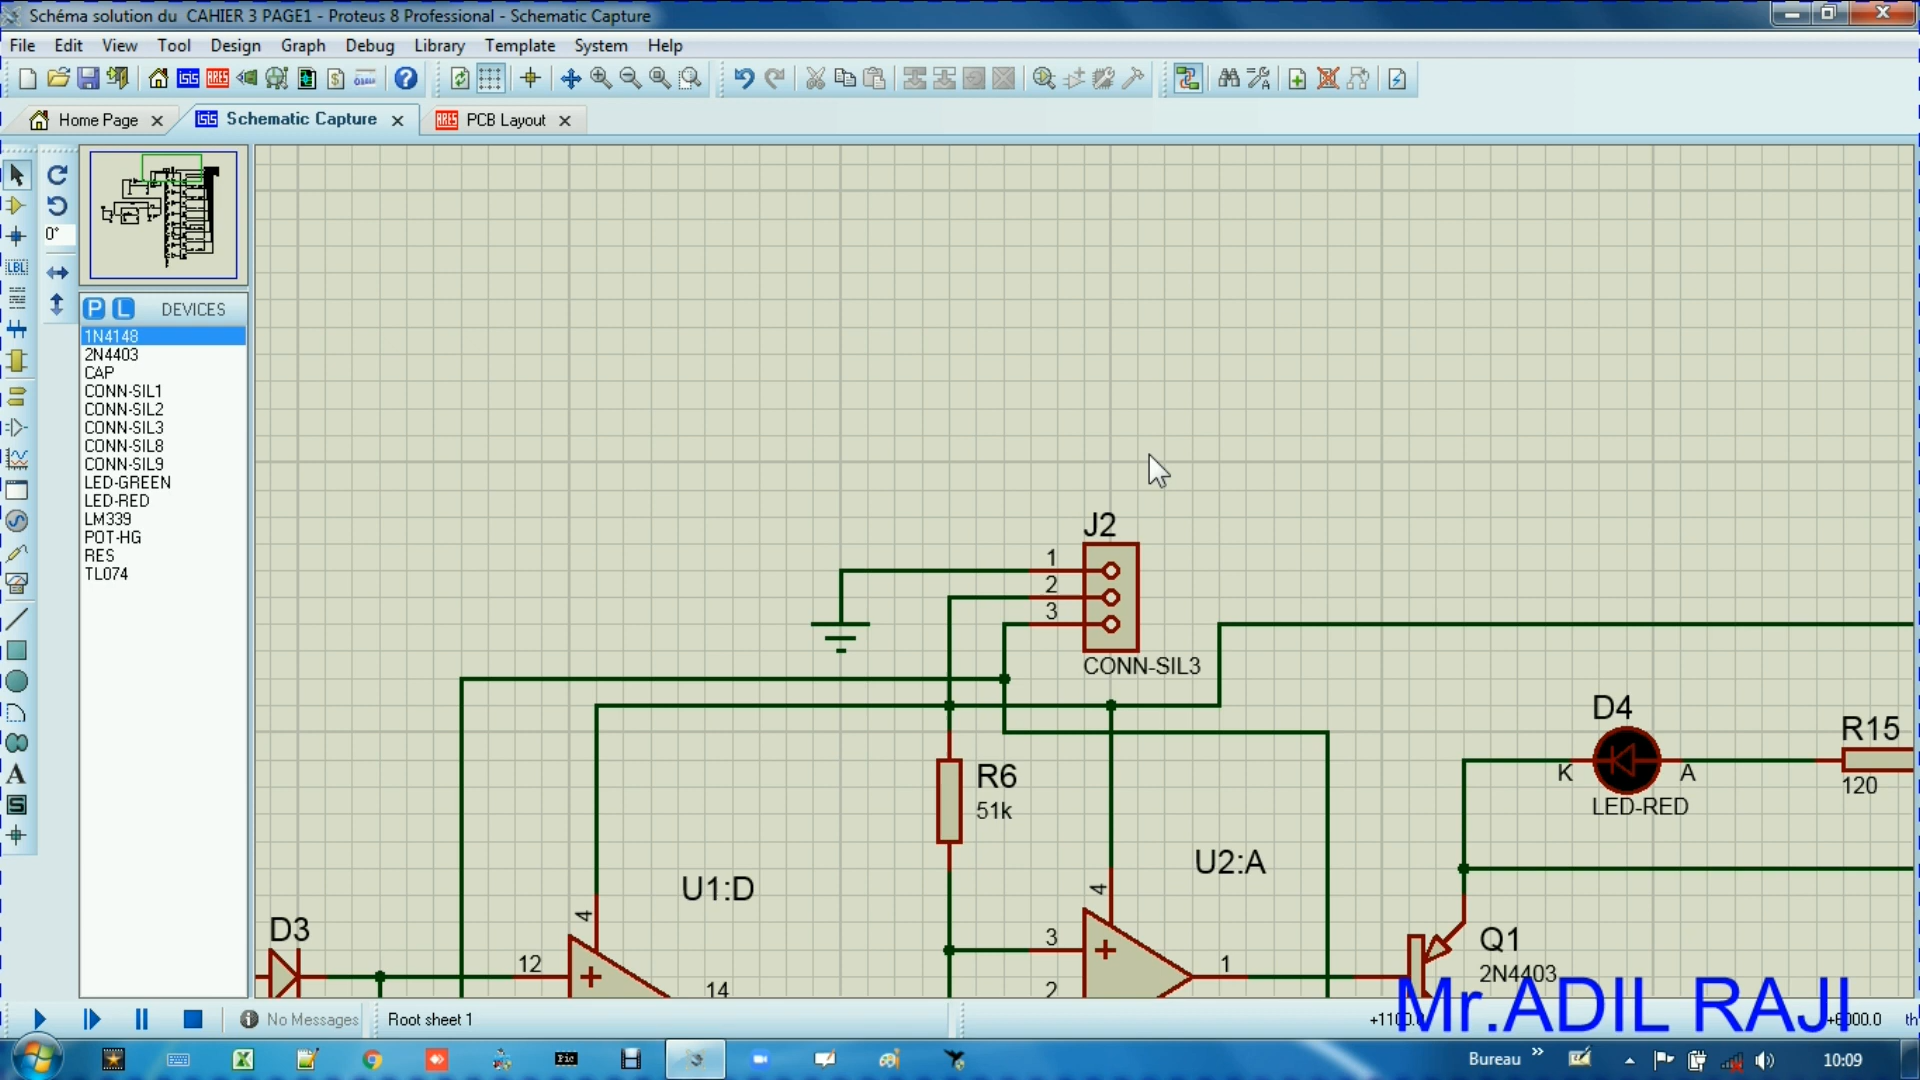 Schéma solution du  CAHIER 3 PAGE1 - Proteus 8 Professional - Schematic Capture
File Edit View Tool Design Graph Debug Library Template System Help
Home Page Schematic Capture PCB Layout
0°
LBL
P L DEVICES
1N4148
2N4403
CAP
CONN-SIL1
CONN-SIL2
CONN-SIL3
CONN-SIL8
CONN-SIL9
LED-GREEN
LED-RED
LM339
POT-HG
RES
TL074
J2
1
2
3
CONN-SIL3
D4
R15
K A
120
LED-RED
R6
51k
U2:A
4
U1:D
4
D3
12
14
3
2
1
Q1
2N4403
Mr.ADIL RAJI
No Messages Root sheet 1
Bureau
10:09